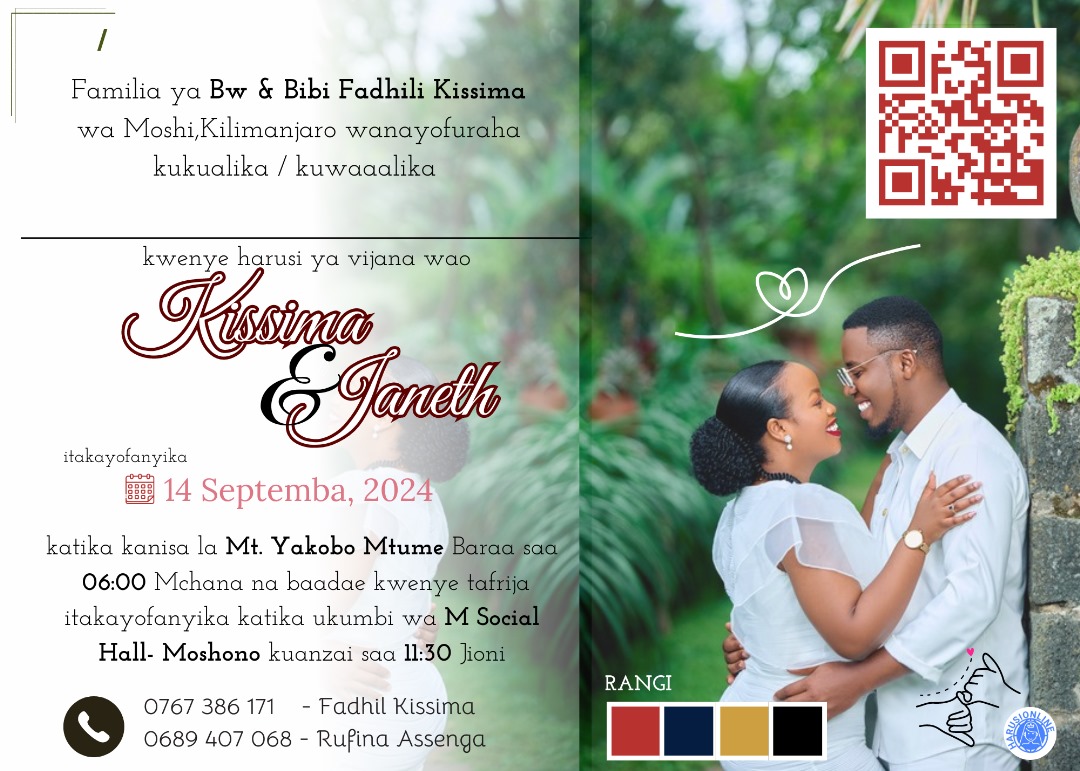 Familia ya Bw & Bibi Fadhili Kissima
wa Moshi,Kilimanjaro wanayofuraha
kukualika / kuwaaalika
kwenye harusi ya vijana wao
Kissima
& Janeth
itakayofanyika
14 Septemba, 2024
katika kanisa la Mt. Yakobo Mtume Baraa saa
06:00 Mchana na baadae kwenye tafrija
itakayofanyika katika ukumbi wa M Social
Hall- Moshono kuanzai saa 11:30 Jioni
0767 386 171 - Fadhil Kissima
0689 407 068 - Rufina Assenga
RANGI
HARUSIONLINE